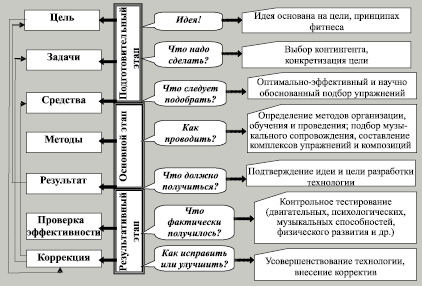 Цель
Задачи
Средства
Методы
Результат
Проверка
эффективности
Коррекция
Подготовительный
этап
Основной этап
Результативный
этап
Идея!
Что надо
сделать?
Что следует
подобрать?
Как
проводить?
Что должно
получиться?
Что
фактически
получилось?
Как исправить
или улучшить?
Идея основана на цели, принципах
фитнеса
Выбор контингента,
конкретизация цели
Оптимально-эффективный и научно
обоснованный подбор упражнений
Определение методов организации,
обучения и проведения; подбор музы-
кального сопровождения, составление
комплексов упражнений и композиций
Подтверждение идеи и цели разработки
технологии
Контрольное тестирование
(двигательных, психологических,
музыкальных способностей,
физического развития и др.)
Усовершенствование технологии,
внесение корректив